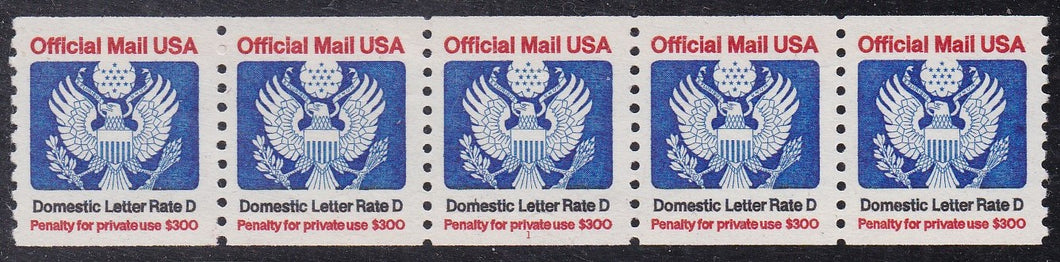 Official Mail USA Official Mail USA Official Mail USA Official Mail USA Official Mail USA
Domestic Letter Rate D Domestic Letter Rate D Domestic Letter Rate D Domestic Letter Rate D Domestic Letter Rate D
Penalty for private use $300 Penalty for private use $300 Penalty for private use $300 Penalty for private use $300 Penalty for private use $300
1